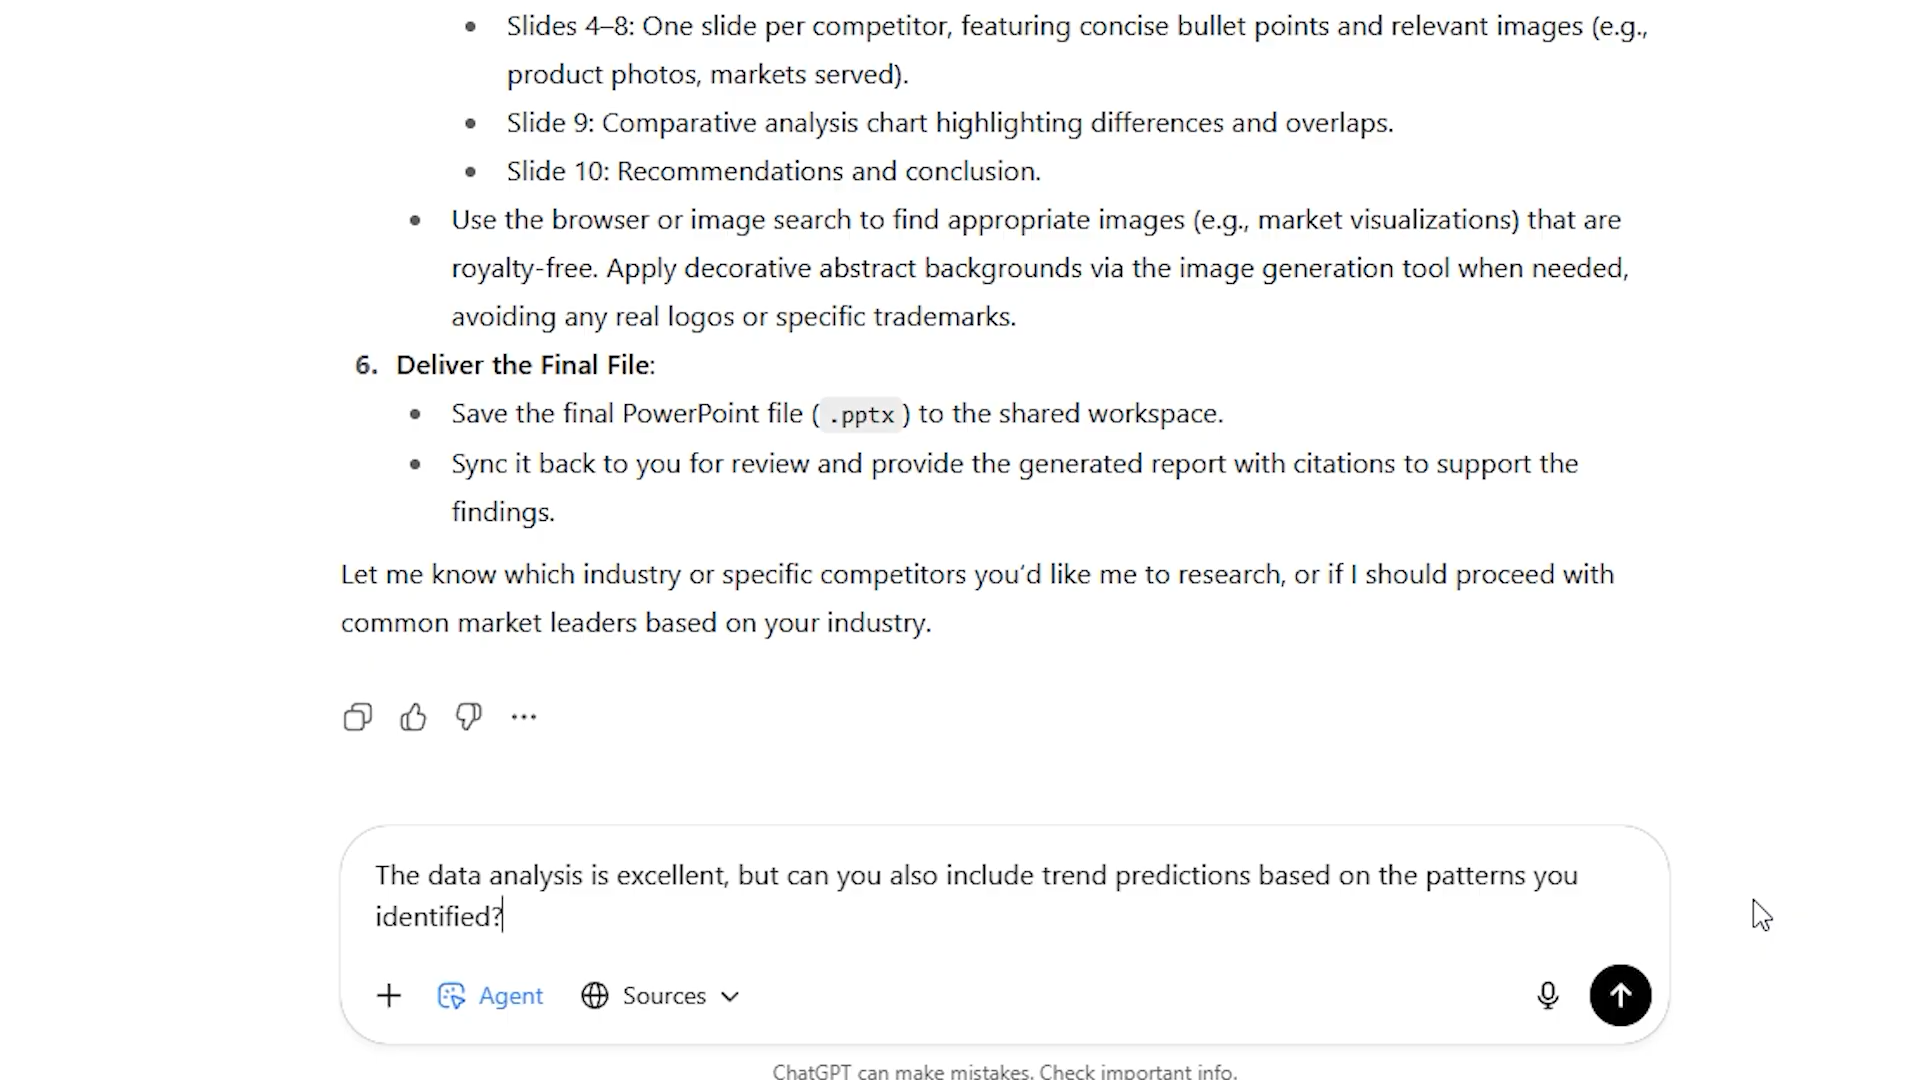 Slides 4–8: One slide per competitor, featuring concise bullet points and relevant images (e.g.,
product photos, markets served).
Slide 9: Comparative analysis chart highlighting differences and overlaps.
Slide 10: Recommendations and conclusion.
Use the browser or image search to find appropriate images (e.g., market visualizations) that are
royalty-free. Apply decorative abstract backgrounds via the image generation tool when needed,
avoiding any real logos or specific trademarks.
6. Deliver the Final File:
Save the final PowerPoint file (.pptx) to the shared workspace.
Sync it back to you for review and provide the generated report with citations to support the
findings.
Let me know which industry or specific competitors you'd like me to research, or if I should proceed with
common market leaders based on your industry.
The data analysis is excellent, but can you also include trend predictions based on the patterns you
identified?
Agent Sources
ChatGPT can make mistakes. Check important info.